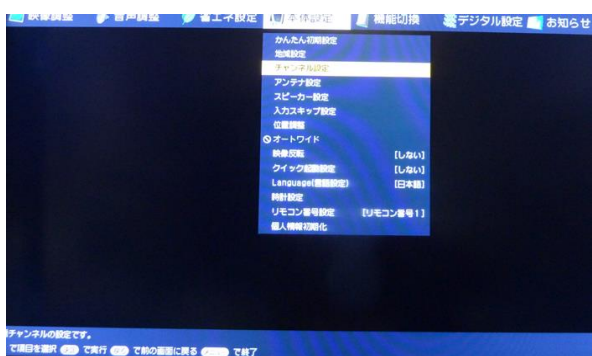 映像調整 音声調整 省エネ設定 本体設定 機能切換 デジタル設定 お知らせ
かんたん初期設定
地域設定
チャンネル設定
アンテナ設定
スピーカー設定
入力スキップ設定
位置調整
オートワイド
映像反転 [しない]
クイック起動設定 [しない]
Language(言語設定) [日本語]
時計設定
リモコン番号設定 [リモコン番号1]
個人情報初期化
チャンネルの設定です。
で項目を選択 で実行 で前の画面に戻る で終了